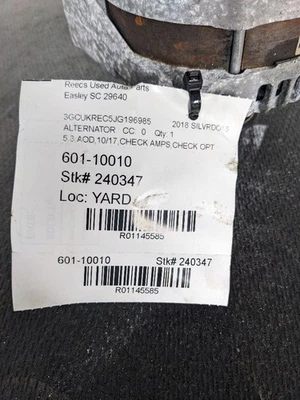 Reeds Used Auto Parts
Easley SC 29640
3GCUKREC5JG196985 2018 SILVRDO15
ALTERNATOR CC: 0 Qty: 1
5.3,AOD,10/17,CHECK AMPS,CHECK OPT
601-10010
Stk# 240347
Loc: YARD
R01145585
601-10010 Stk# 240347
R01145585